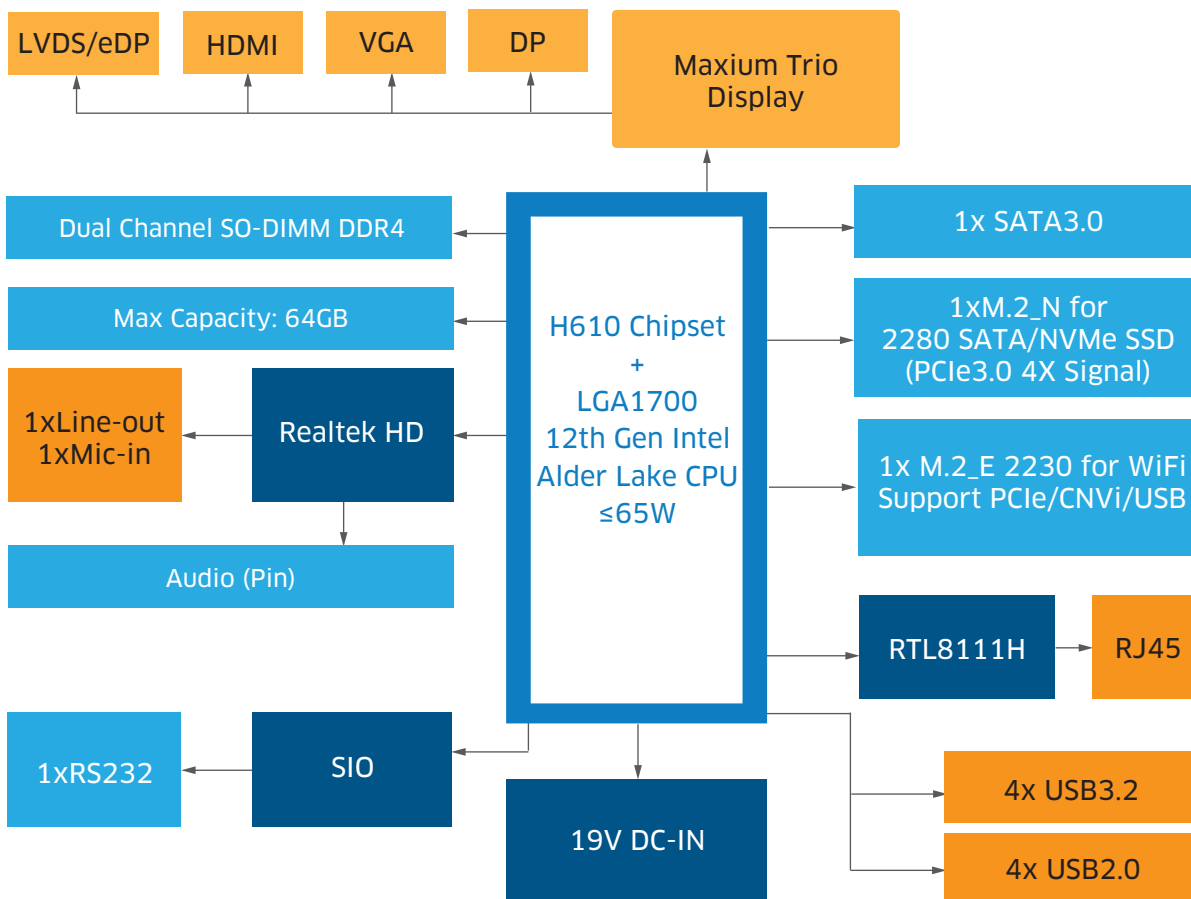 LVDS/eDP
HDMI
VGA
DP
Maxium Trio
Display
Dual Channel SO-DIMM DDR4
Max Capacity: 64GB
1xLine-out
1xMic-in
Realtek HD
Audio (Pin)
1xRS232
SIO
H610 Chipset
+
LGA1700
12th Gen Intel
Alder Lake CPU
≤65W
19V DC-IN
1x SATA3.0
1xM.2_N for
2280 SATA/NVMe SSD
(PCIe3.0 4X Signal)
1x M.2_E 2230 for WiFi
Support PCIe/CNVi/USB
RTL8111H
RJ45
4x USB3.2
4x USB2.0